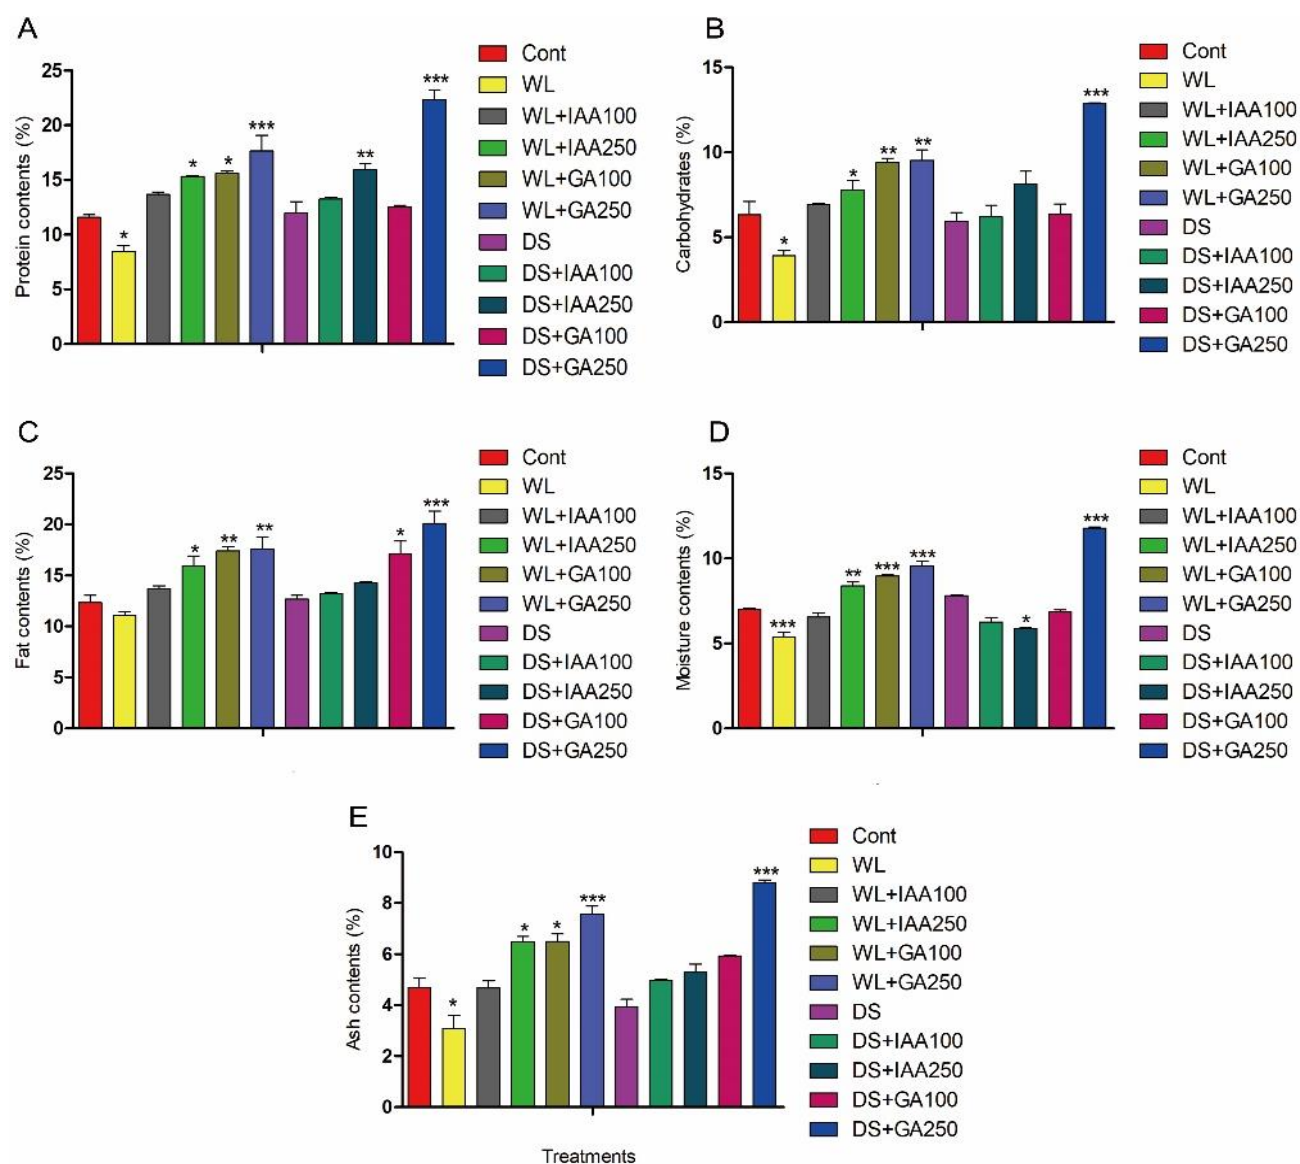 A
Protein contents (%)
25
20
15
10
5
0
*
*
*
***
**
***
Cont
WL
WL+IAA100
WL+IAA250
WL+GA100
WL+GA250
DS
DS+IAA100
DS+IAA250
DS+GA100
DS+GA250
B
Carbohydrates (%)
15
10
5
0
*
*
**
**
***
Cont
WL
WL+IAA100
WL+IAA250
WL+GA100
WL+GA250
DS
DS+IAA100
DS+IAA250
DS+GA100
DS+GA250
C
Fat contents (%)
25
20
15
10
5
0
*
**
**
*
***
Cont
WL
WL+IAA100
WL+IAA250
WL+GA100
WL+GA250
DS
DS+IAA100
DS+IAA250
DS+GA100
DS+GA250
D
Moisture contents (%)
15
10
5
0
***
**
***
***
*
***
Cont
WL
WL+IAA100
WL+IAA250
WL+GA100
WL+GA250
DS
DS+IAA100
DS+IAA250
DS+GA100
DS+GA250
E
Ash contents (%)
10
8
6
4
2
0
*
*
*
***
***
Cont
WL
WL+IAA100
WL+IAA250
WL+GA100
WL+GA250
DS
DS+IAA100
DS+IAA250
DS+GA100
DS+GA250
Treatments